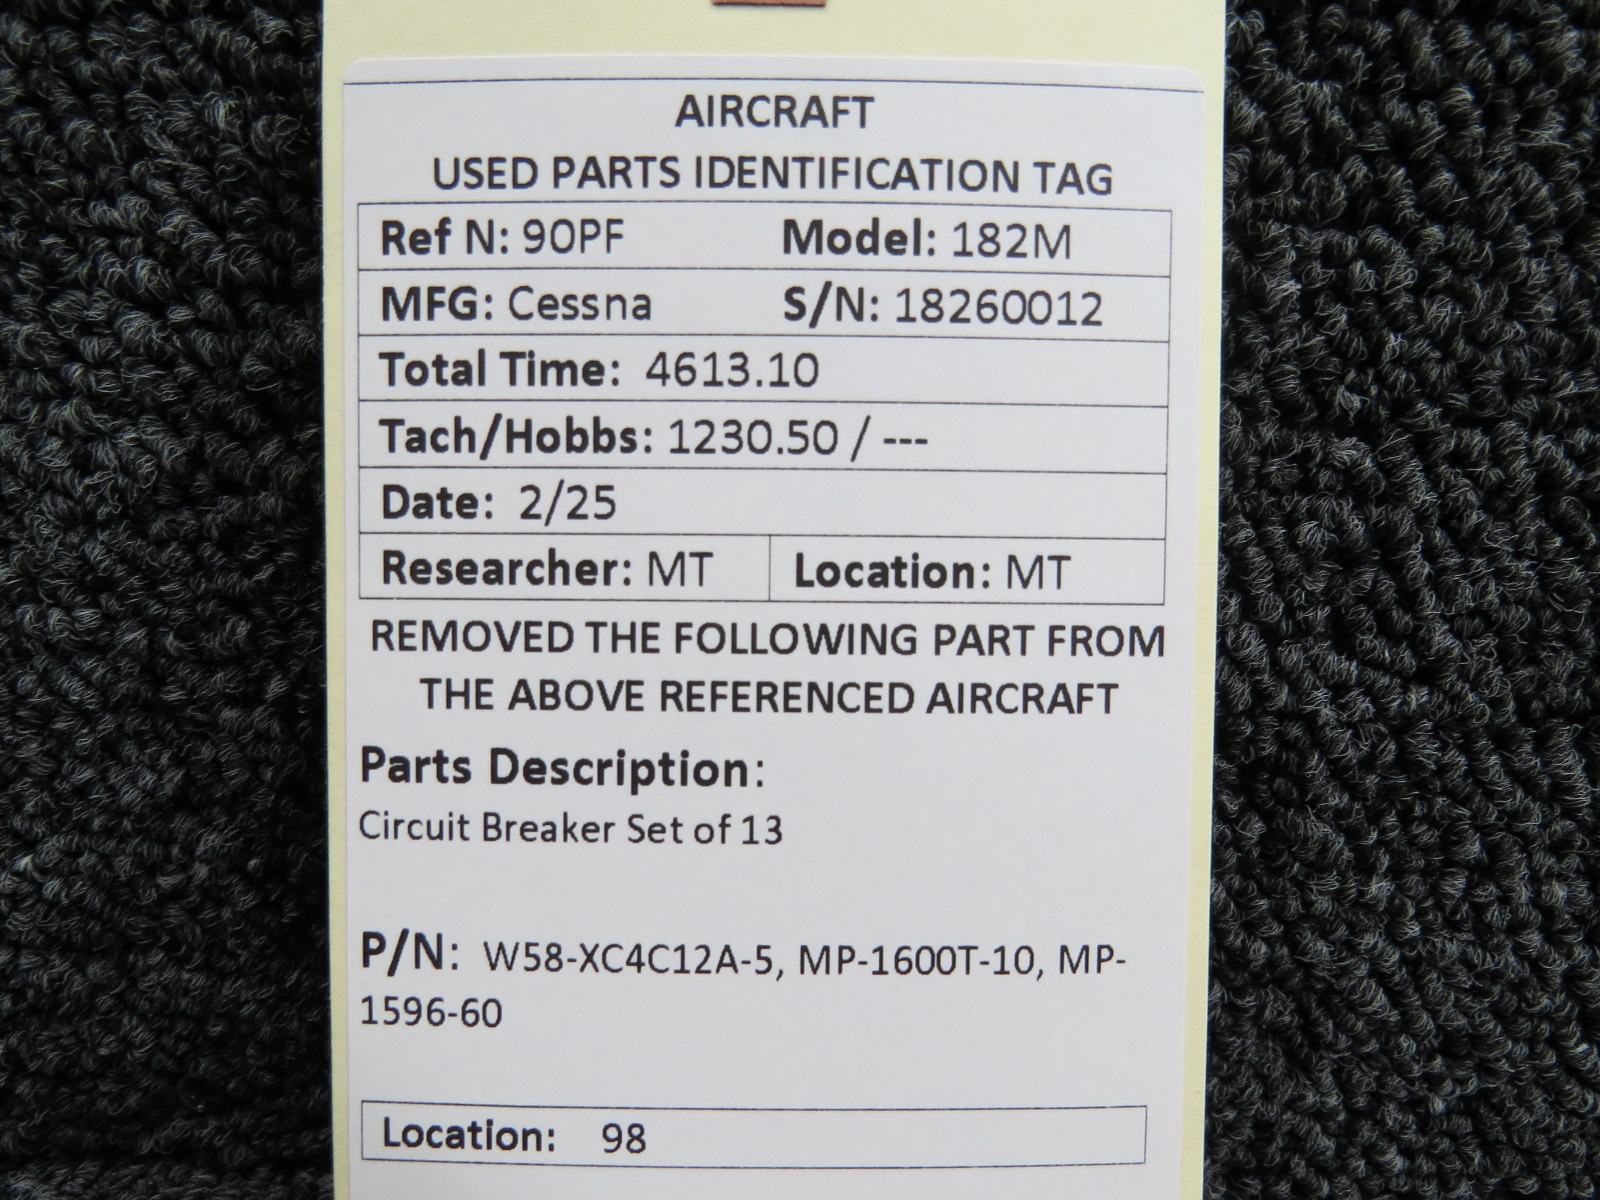 AIRCRAFT
USED PARTS IDENTIFICATION TAG
Ref N: 90PF Model: 182M
MFG: Cessna S/N: 18260012
Total Time: 4613.10
Tach/Hobbs: 1230.50 / ---
Date: 2/25
Researcher: MT Location: MT
REMOVED THE FOLLOWING PART FROM
THE ABOVE REFERENCED AIRCRAFT
Parts Description:
Circuit Breaker Set of 13
P/N: W58-XC4C12A-5, MP-1600T-10, MP-
1596-60
Location: 98